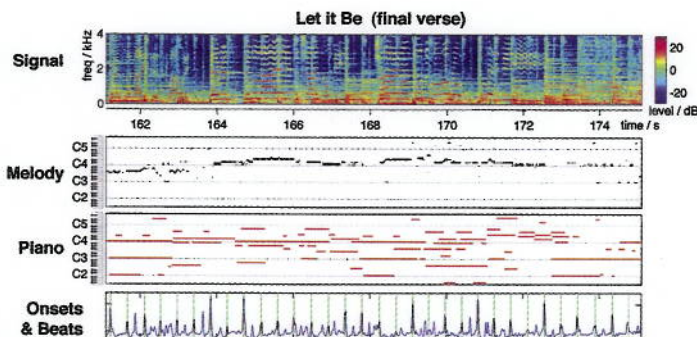 Let it Be (final verse)
Signal
freq / kHz
4
2
0
20
0
-20
level / dB
162 164 166 168 170 172 174 time / s
Melody
C5
C4
C3
C2
Piano
C5
C4
C3
C2
Onsets
& Beats